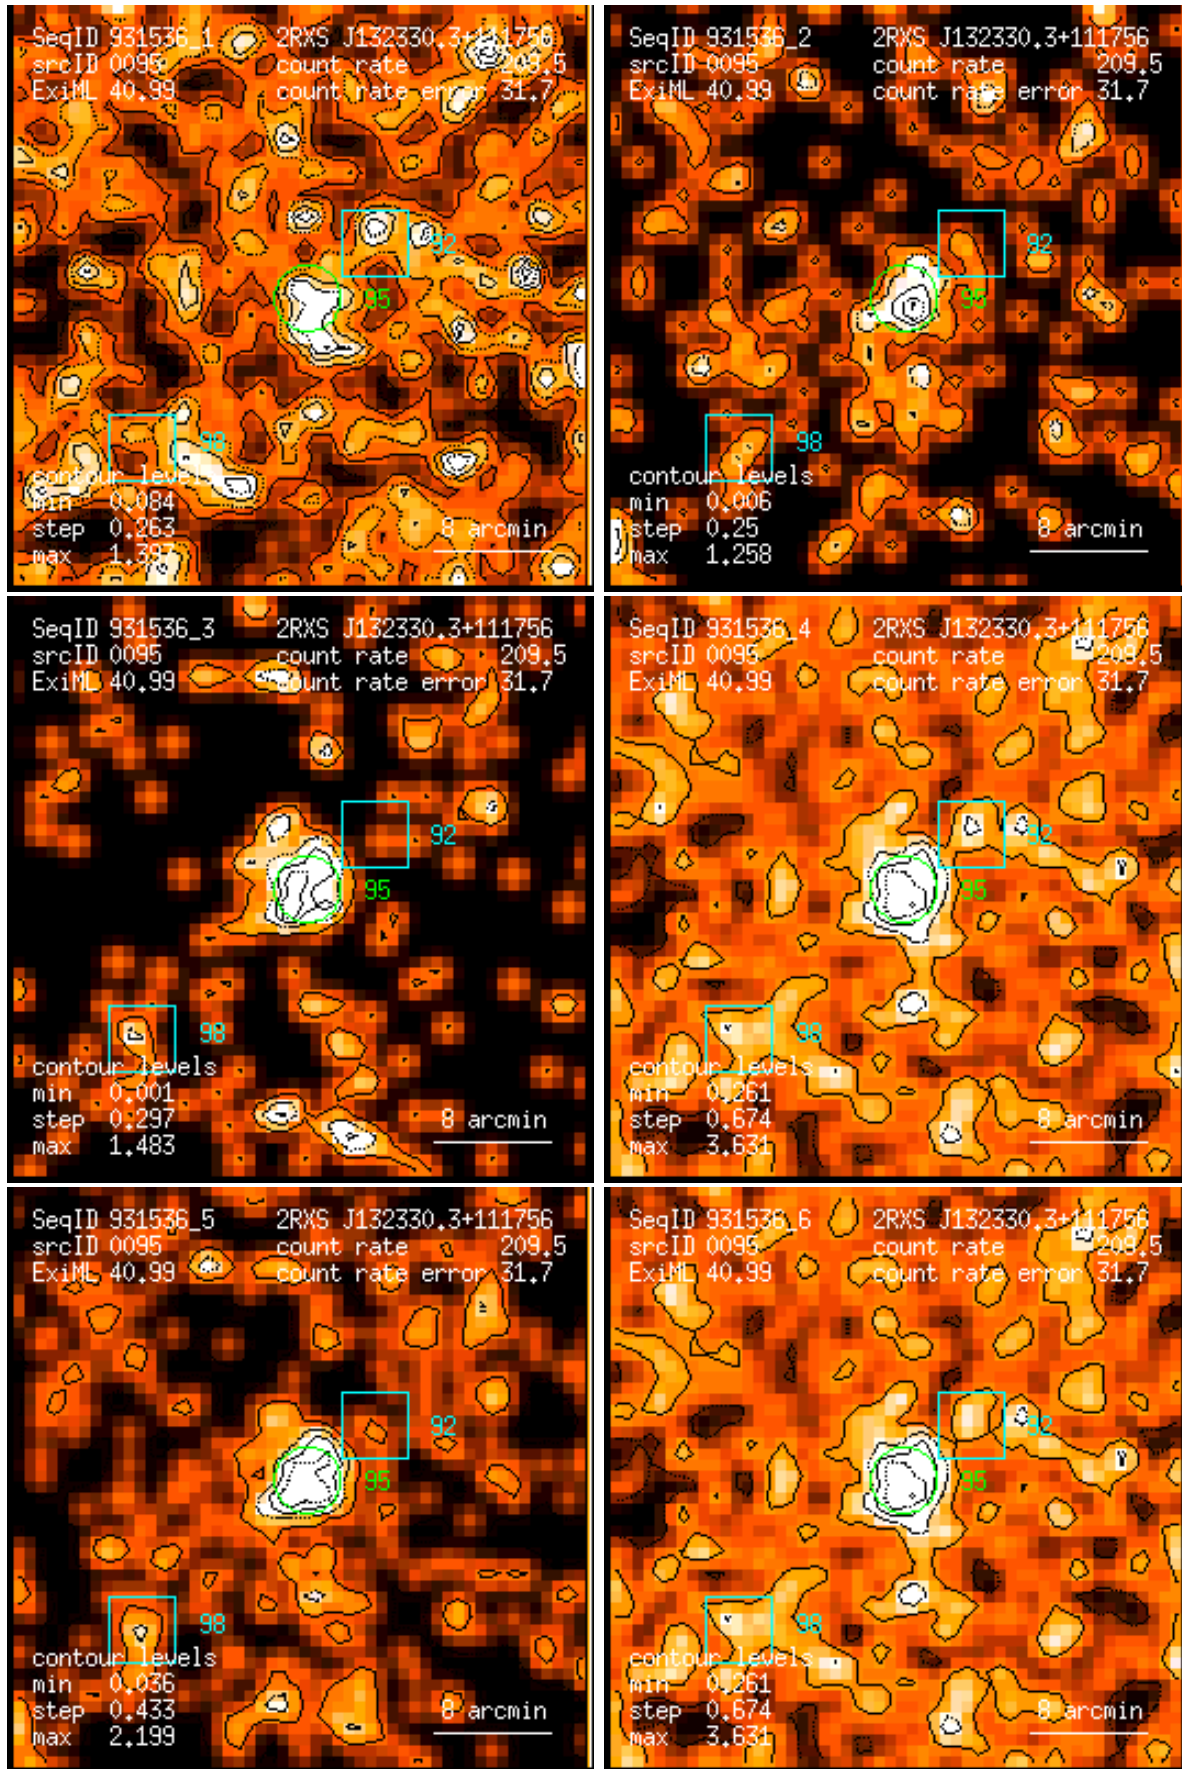 SeqID 931536_1 2RXS J132330.3+111756
srcID 0095 count rate 209.5
ExiML 40.99 count rate error 31.7
92
95
98
contour levels
min 0.084
step 0.263
max 1.397
8 arcmin
SeqID 931536_2 2RXS J132330.3+111756
srcID 0095 count rate 209.5
ExiML 40.99 count rate error 31.7
92
95
98
contour levels
min 0.006
step 0.25
max 1.258
8 arcmin
SeqID 931536_3 2RXS J132330.3+111756
srcID 0095 count rate 209.5
ExiML 40.99 count rate error 31.7
92
95
98
contour levels
min 0.001
step 0.297
max 1.483
8 arcmin
SeqID 931536_4 2RXS J132330.3+111756
srcID 0095 count rate 209.5
ExiML 40.99 count rate error 31.7
92
95
98
contour levels
min 0.261
step 0.674
max 3.631
8 arcmin
SeqID 931536_5 2RXS J132330.3+111756
srcID 0095 count rate 209.5
ExiML 40.99 count rate error 31.7
92
95
98
contour levels
min 0.036
step 0.433
max 2.199
8 arcmin
SeqID 931536_6 2RXS J132330.3+111756
srcID 0095 count rate 209.5
ExiML 40.99 count rate error 31.7
92
95
98
contour levels
min 0.261
step 0.674
max 3.631
8 arcmin